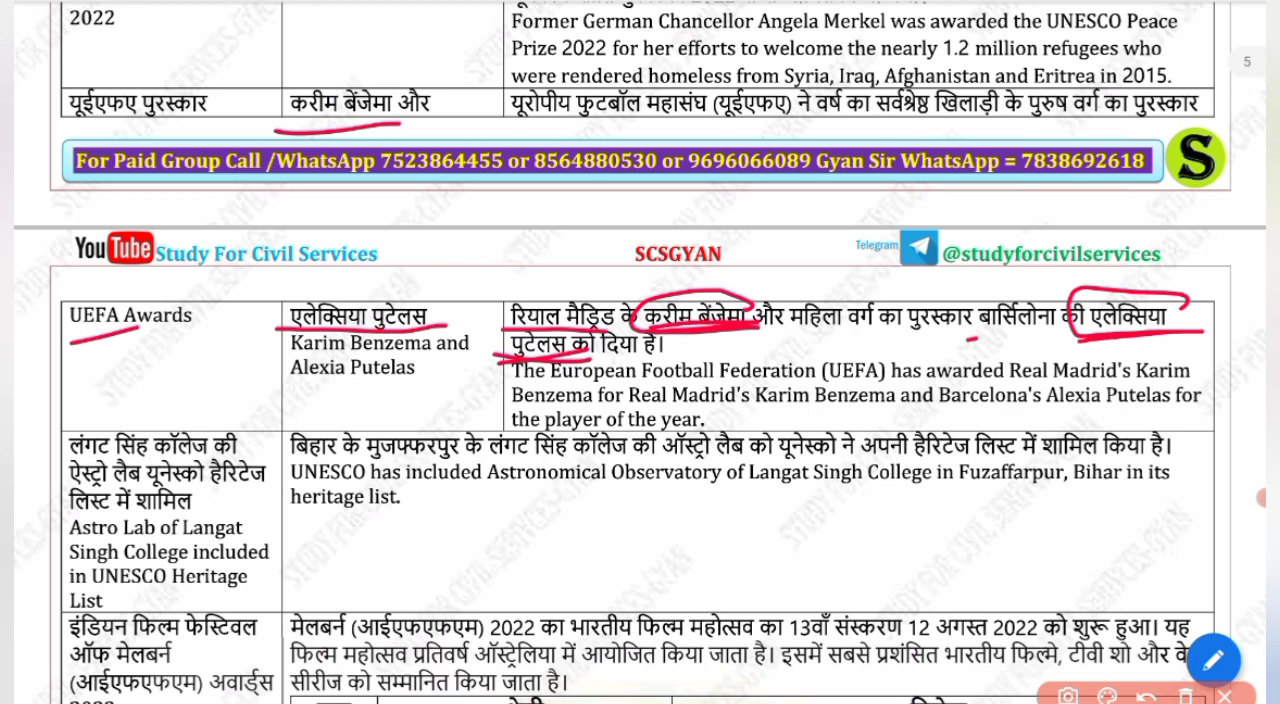 2022
Former German Chancellor Angela Merkel was awarded the UNESCO Peace
Prize 2022 for her efforts to welcome the nearly 1.2 million refugees who
were rendered homeless from Syria, Iraq, Afghanistan and Eritrea in 2015.
5
यूईएफए पुरस्कार
करीम बेंजेमा और
यूरोपीय फुटबॉल महासंघ (यूईएफए) ने वर्ष का सर्वश्रेष्ठ खिलाड़ी के पुरुष वर्ग का पुरस्कार
For Paid Group Call /WhatsApp 7523864455 or 8564880530 or 9696066089 Gyan Sir WhatsApp = 7838692618
S
YouTube Study For Civil Services
SCSGYAN
Telegram
@studyforcivilservices
UEFA Awards
एलेक्सिया पुटेलस
Karim Benzema and
Alexia Putelas
रियाल मैड्रिड के करीम बेंजेमा और महिला वर्ग का पुरस्कार बार्सिलोना की एलेक्सिया
पुटेलस को दिया है।
The European Football Federation (UEFA) has awarded Real Madrid's Karim
Benzema for Real Madrid's Karim Benzema and Barcelona's Alexia Putelas for
the player of the year.
लंगट सिंह कॉलेज की
ऐस्ट्रो लैब यूनेस्को हैरिटेज
लिस्ट में शामिल
Astro Lab of Langat
Singh College included
in UNESCO Heritage
List
बिहार के मुजफ्फरपुर के लंगट सिंह कॉलेज की ऑस्ट्रो लैब को यूनेस्को ने अपनी हैरिटेज लिस्ट में शामिल किया है।
UNESCO has included Astronomical Observatory of Langat Singh College in Fuzaffarpur, Bihar in its
heritage list.
इंडियन फिल्म फेस्टिवल
ऑफ मेलबर्न
(आईएफएफएम) अवार्ड्स
मेलबर्न (आईएफएफएम) 2022 का भारतीय फिल्म महोत्सव का 13वाँ संस्करण 12 अगस्त 2022 को शुरू हुआ। यह
फिल्म महोत्सव प्रतिवर्ष ऑस्ट्रेलिया में आयोजित किया जाता है। इसमें सबसे प्रशंसित भारतीय फिल्मे, टीवी शो और वे
सीरीज को सम्मानित किया जाता है।